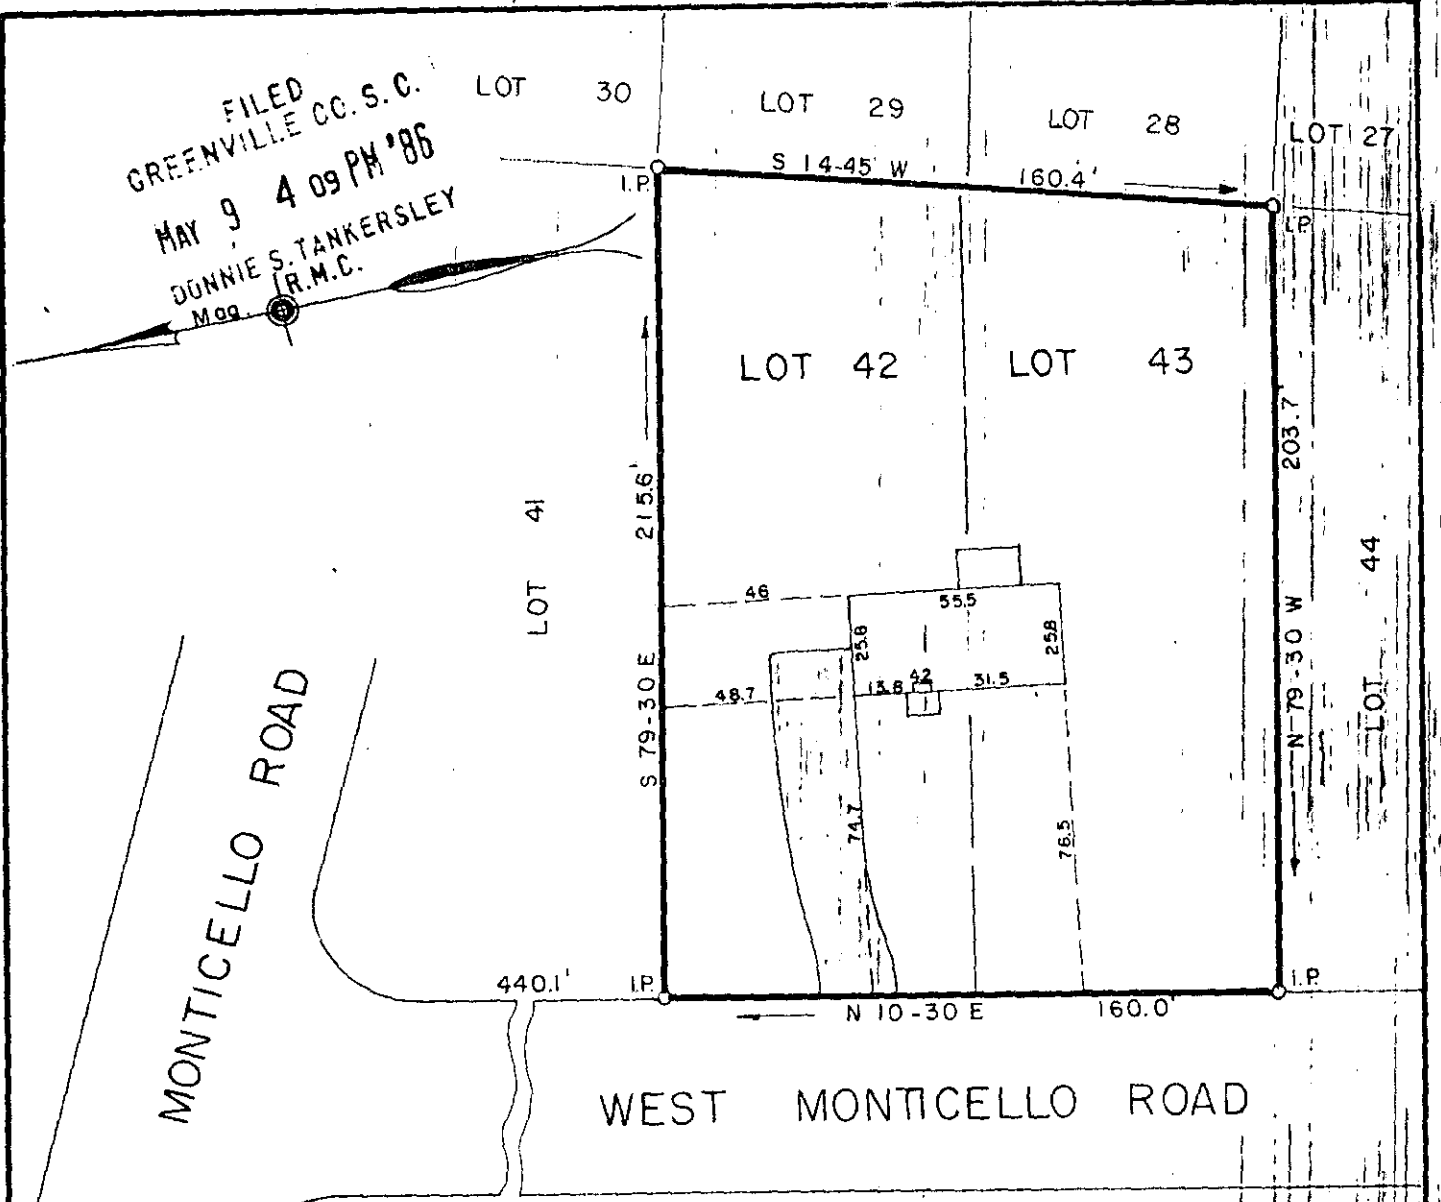 FILED
GREENVILLE CO. S. C.
MAY 9 4 09 PM '86
DONNIE S. TANKERSLEY
R.M.C.
Mag.
LOT 30
LOT 29
LOT 28
LOT 27
I.P.
S 14-45 W 160.4'
I.P.
LOT 42
LOT 43
LOT 41
215.6'
S 79-30 E
203.7'
N-79-30 W
LOT 44
46
55.5
25.8
25.8
48.7
13.8
42
31.5
74.7
76.5
MONTICELLO ROAD
440.1'
I.P.
I.P.
N 10-30 E 160.0'
WEST MONTICELLO ROAD